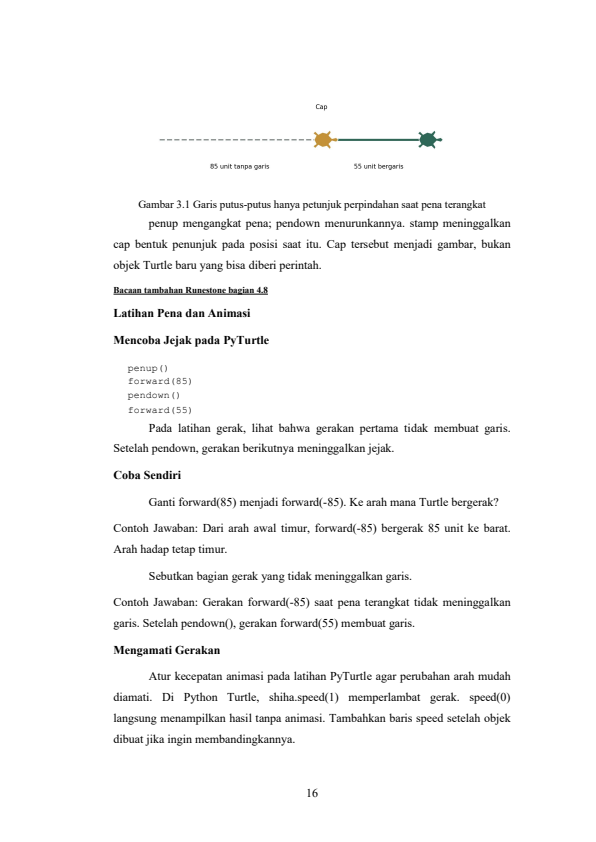 Cap
85 unit tanpa garis
55 unit bergaris
Gambar 3.1 Garis putus-putus hanya petunjuk perpindahan saat pena terangkat
penup mengangkat pena; pendown menurunkannya. stamp meninggalkan
cap bentuk penunjuk pada posisi saat itu. Cap tersebut menjadi gambar, bukan
objek Turtle baru yang bisa diberi perintah.
Bacaan tambahan Runestone bagian 4.8
Latihan Pena dan Animasi
Mencoba Jejak pada PyTurtle
penup()
forward(85)
pendown()
forward(55)
Pada latihan gerak, lihat bahwa gerakan pertama tidak membuat garis.
Setelah pendown, gerakan berikutnya meninggalkan jejak.
Coba Sendiri
Ganti forward(85) menjadi forward(-85). Ke arah mana Turtle bergerak?
Contoh Jawaban: Dari arah awal timur, forward(-85) bergerak 85 unit ke barat.
Arah hadap tetap timur.
Sebutkan bagian gerak yang tidak meninggalkan garis.
Contoh Jawaban: Gerakan forward(-85) saat pena terangkat tidak meninggalkan
garis. Setelah pendown(), gerakan forward(55) membuat garis.
Mengamati Gerakan
Atur kecepatan animasi pada latihan PyTurtle agar perubahan arah mudah
diamati. Di Python Turtle, shiha.speed(1) memperlambat gerak. speed(0)
langsung menampilkan hasil tanpa animasi. Tambahkan baris speed setelah objek
dibuat jika ingin membandingkannya.
16